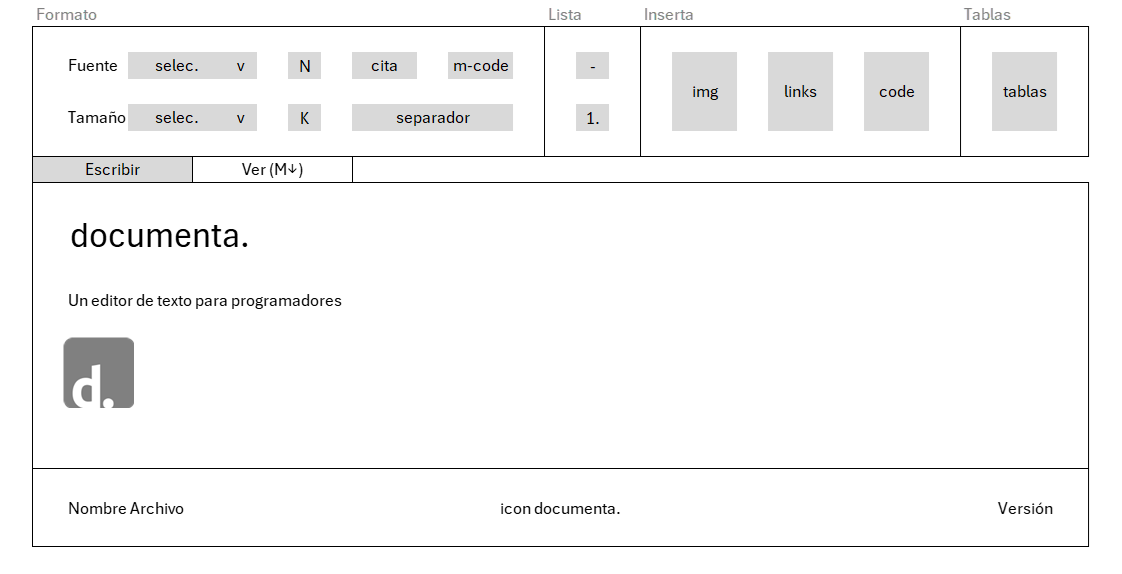 Formato Lista Inserta Tablas
Fuente selec. v N cita m-code -
img links code tablas
Tamaño selec. v K separador 1.
Escribir Ver (M↓)
documenta.
Un editor de texto para programadores
d.
Nombre Archivo icon documenta. Versión